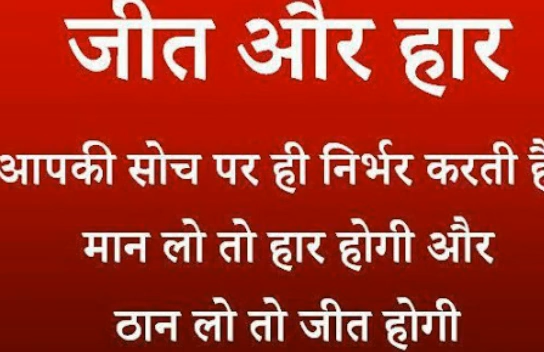 जीत और हार
आपकी सोच पर ही निर्भर करती है
मान लो तो हार होगी और
ठान लो तो जीत होगी